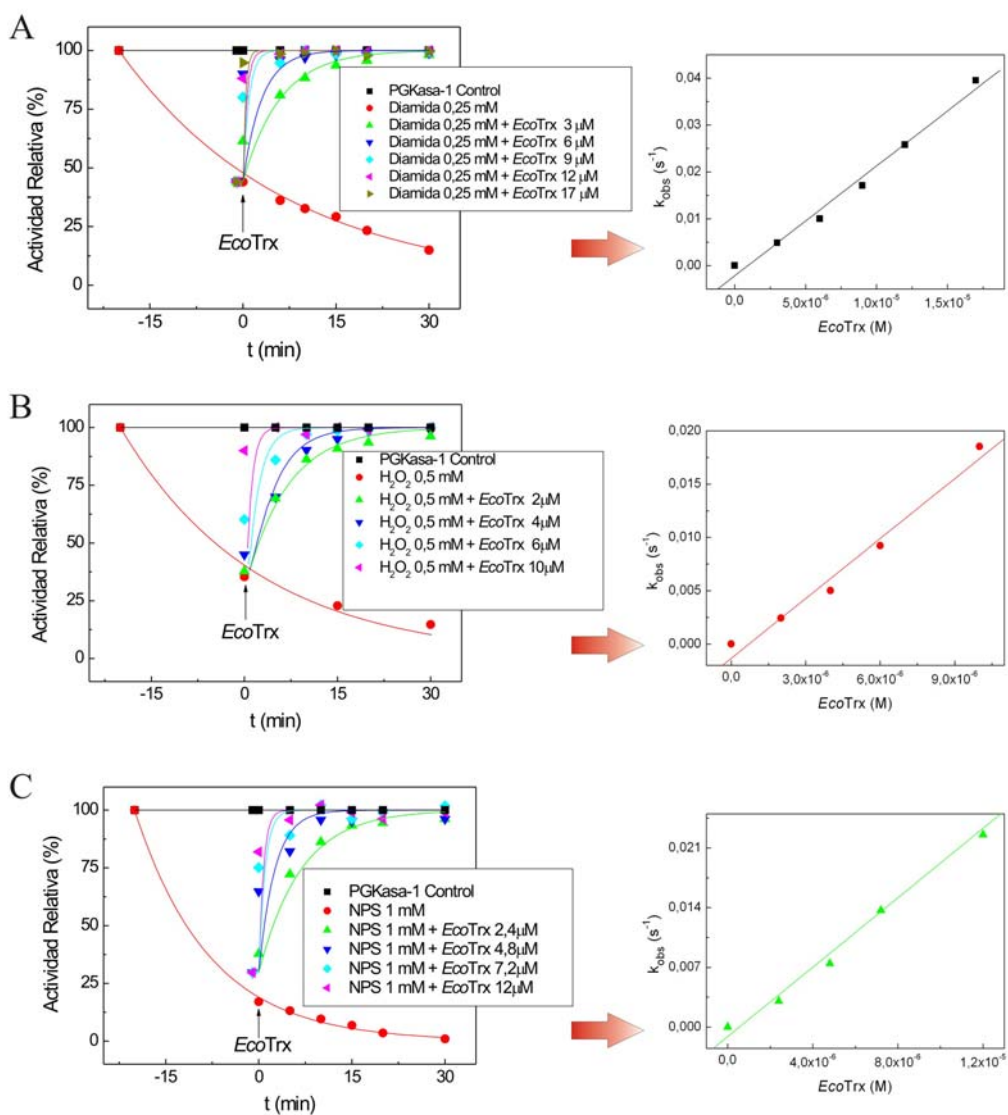 A
Actividad Relativa (%)
100
75
50
25
0
-15
0
15
30
t (min)
EcoTrx
PGKasa-1 Control
Diamida 0,25 mM
Diamida 0,25 mM + EcoTrx 3 μM
Diamida 0,25 mM + EcoTrx 6 μM
Diamida 0,25 mM + EcoTrx 9μM
Diamida 0,25 mM + EcoTrx 12 μM
Diamida 0,25 mM + EcoTrx 17 μM
k_obs (s⁻¹)
0,04
0,03
0,02
0,01
0,00
0,0
5,0x10⁻⁶
1,0x10⁻⁵
1,5x10⁻⁵
EcoTrx (M)
B
Actividad Relativa (%)
100
75
50
25
0
-15
0
15
30
t (min)
EcoTrx
PGKasa-1 Control
H₂O₂ 0,5 mM
H₂O₂ 0,5 mM + EcoTrx 2μM
H₂O₂ 0,5 mM + EcoTrx 4μM
H₂O₂ 0,5 mM + EcoTrx 6μM
H₂O₂ 0,5 mM + EcoTrx 10μM
k_obs (s⁻¹)
0,020
0,015
0,010
0,005
0,000
0,0
3,0x10⁻⁶
6,0x10⁻⁶
9,0x10⁻⁶
EcoTrx (M)
C
Actividad Relativa (%)
100
75
50
25
0
-15
0
15
30
t (min)
EcoTrx
PGKasa-1 Control
NPS 1 mM
NPS 1 mM + EcoTrx 2,4μM
NPS 1 mM + EcoTrx 4,8μM
NPS 1 mM + EcoTrx 7,2μM
NPS 1 mM + EcoTrx 12μM
k_obs (s⁻¹)
0,021
0,014
0,007
0,000
0,0
4,0x10⁻⁶
8,0x10⁻⁶
1,2x10⁻⁵
EcoTrx (M)